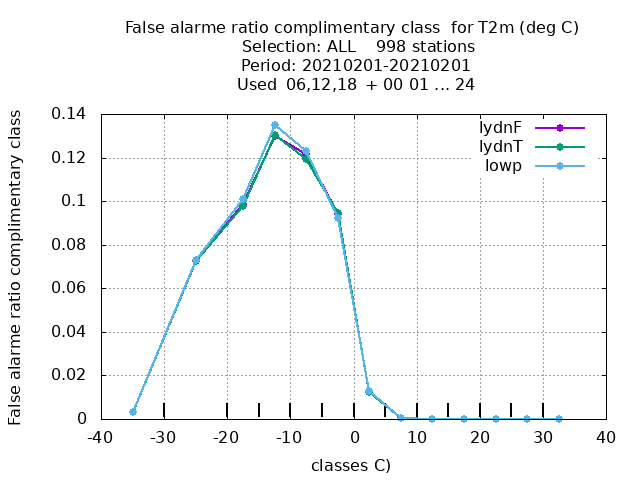 False alarme ratio complimentary class  for T2m (deg C)
Selection: ALL    998 stations
Period: 20210201-20210201
Used  06,12,18  + 00 01 ... 24
False alarme ratio complimentary class
0.14
0.12
0.1
0.08
0.06
0.04
0.02
0
lydnF
lydnT
lowp
-40 -30 -20 -10 0 10 20 30 40
classes C)